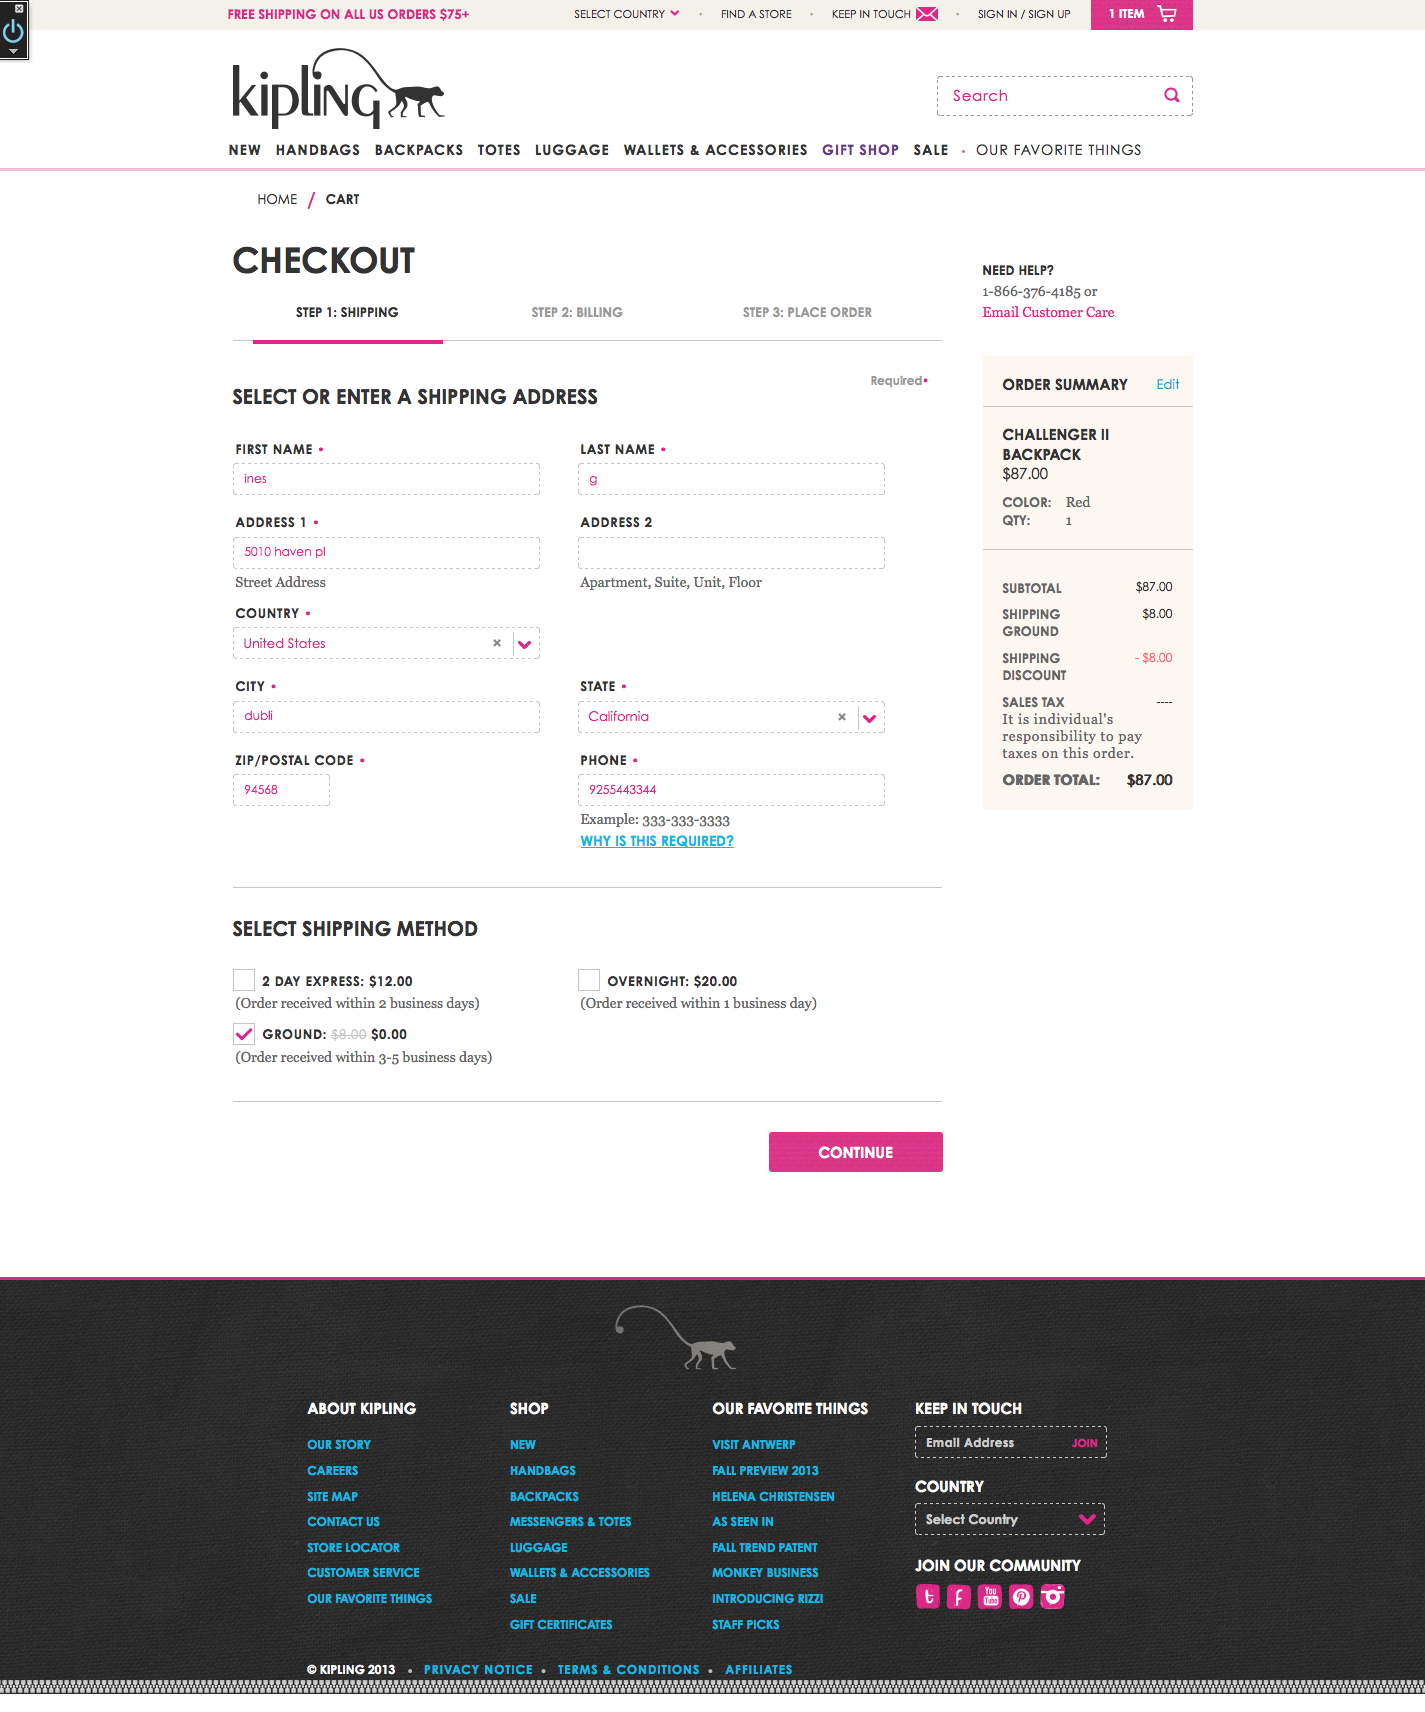 FREE SHIPPING ON ALL US ORDERS $75+
SELECT COUNTRY • FIND A STORE • KEEP IN TOUCH • SIGN IN / SIGN UP
1 ITEM
kipling
Search
NEW HANDBAGS BACKPACKS TOTES LUGGAGE WALLETS & ACCESSORIES GIFT SHOP SALE • OUR FAVORITE THINGS
HOME / CART
CHECKOUT
STEP 1: SHIPPING STEP 2: BILLING STEP 3: PLACE ORDER
Required•
SELECT OR ENTER A SHIPPING ADDRESS
FIRST NAME •
ines
LAST NAME •
g
ADDRESS 1 •
5010 haven pl
Street Address
ADDRESS 2
Apartment, Suite, Unit, Floor
COUNTRY •
United States ×
CITY •
dubli
STATE •
California ×
ZIP/POSTAL CODE •
94568
PHONE •
9255443344
Example: 333-333-3333
WHY IS THIS REQUIRED?
SELECT SHIPPING METHOD
2 DAY EXPRESS: $12.00
(Order received within 2 business days)
OVERNIGHT: $20.00
(Order received within 1 business day)
GROUND: $8.00 $0.00
(Order received within 3-5 business days)
CONTINUE
NEED HELP?
1-866-376-4185 or
Email Customer Care
ORDER SUMMARY Edit
CHALLENGER II
BACKPACK
$87.00
COLOR: Red
QTY: 1
SUBTOTAL $87.00
SHIPPING $8.00
GROUND
SHIPPING - $8.00
DISCOUNT
SALES TAX ----
It is individual's
responsibility to pay
taxes on this order.
ORDER TOTAL: $87.00
ABOUT KIPLING
OUR STORY
CAREERS
SITE MAP
CONTACT US
STORE LOCATOR
CUSTOMER SERVICE
OUR FAVORITE THINGS
SHOP
NEW
HANDBAGS
BACKPACKS
MESSENGERS & TOTES
LUGGAGE
WALLETS & ACCESSORIES
SALE
GIFT CERTIFICATES
OUR FAVORITE THINGS
VISIT ANTWERP
FALL PREVIEW 2013
HELENA CHRISTENSEN
AS SEEN IN
FALL TREND PATENT
MONKEY BUSINESS
INTRODUCING RIZZI
STAFF PICKS
KEEP IN TOUCH
Email Address JOIN
COUNTRY
Select Country
JOIN OUR COMMUNITY
You
Tube
© KIPLING 2013 • PRIVACY NOTICE • TERMS & CONDITIONS • AFFILIATES